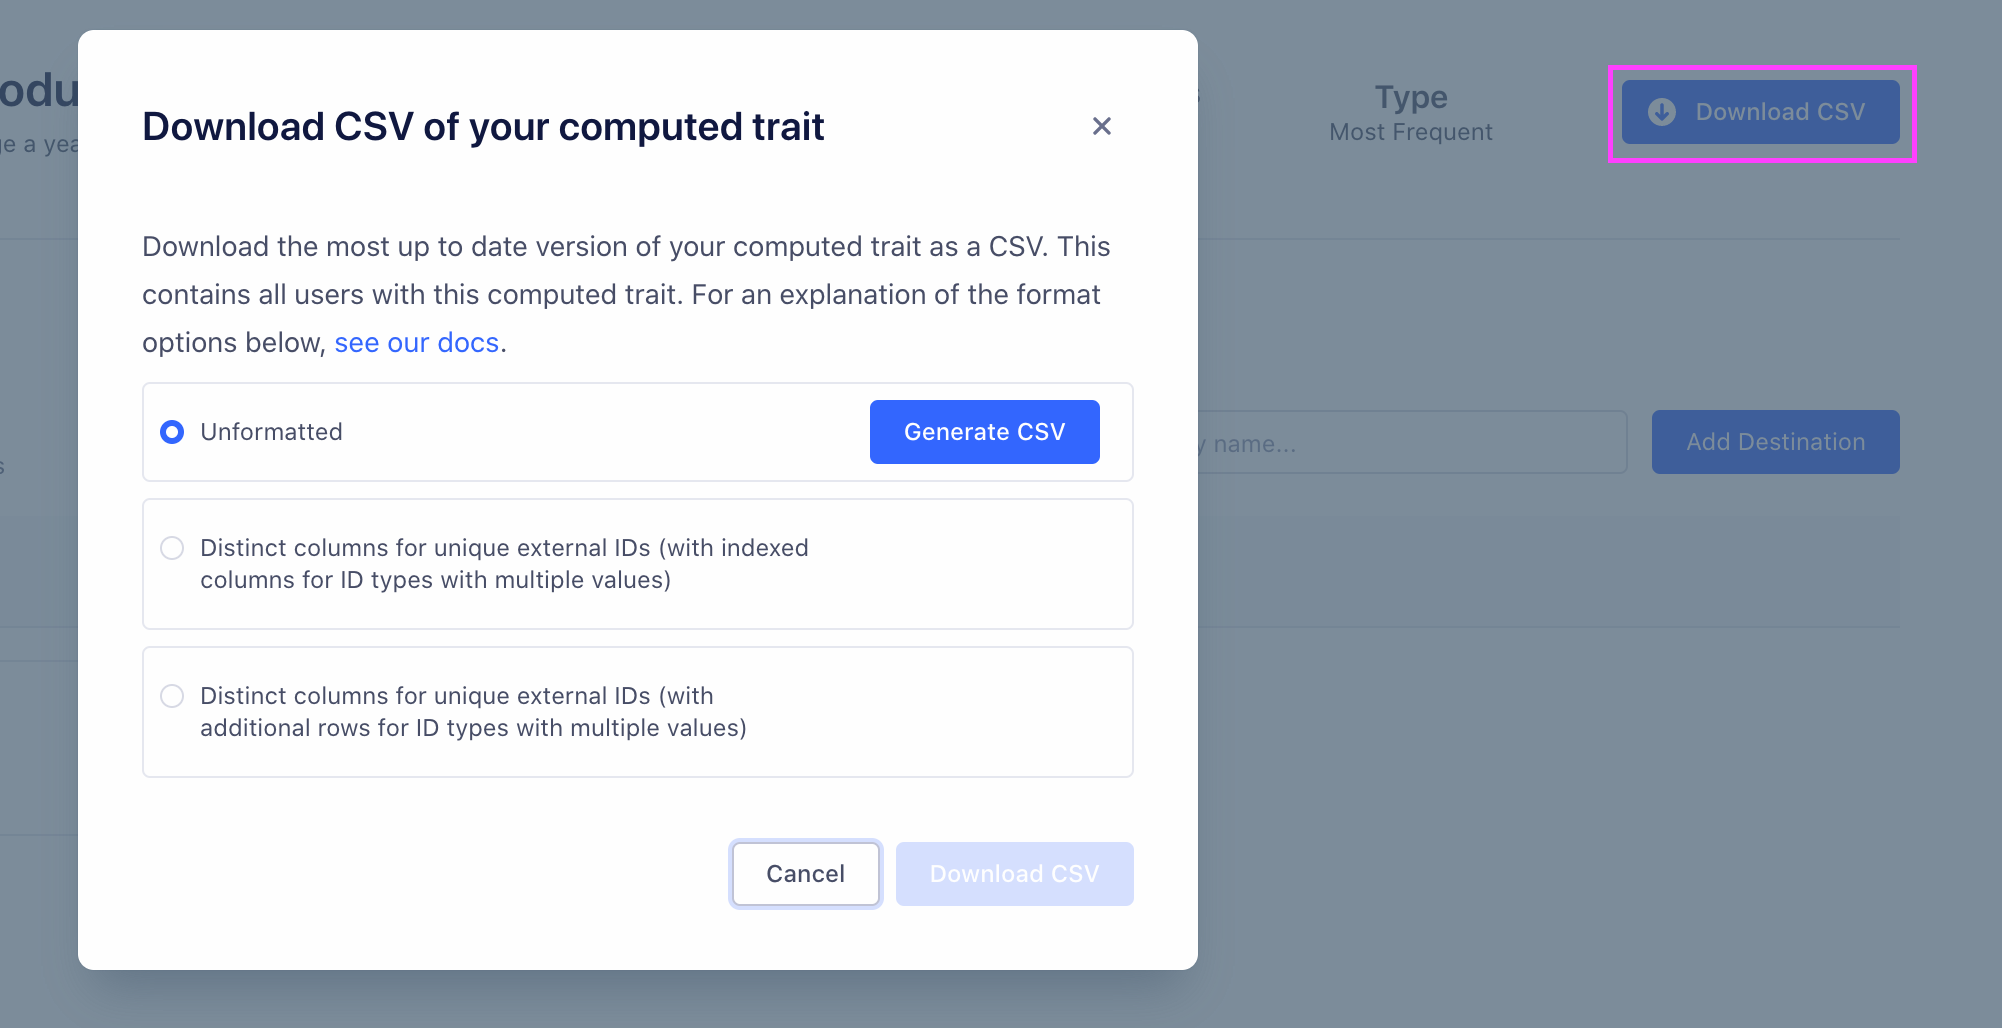 Download CSV of your computed trait
Download the most up to date version of your computed trait as a CSV. This
contains all users with this computed trait. For an explanation of the format
options below, see our docs.
Unformatted
Generate CSV
Distinct columns for unique external IDs (with indexed
columns for ID types with multiple values)
Distinct columns for unique external IDs (with
additional rows for ID types with multiple values)
Cancel
Download CSV
odu
ge a yea
s
Type
Most Frequent
Download CSV
y name...
Add Destination